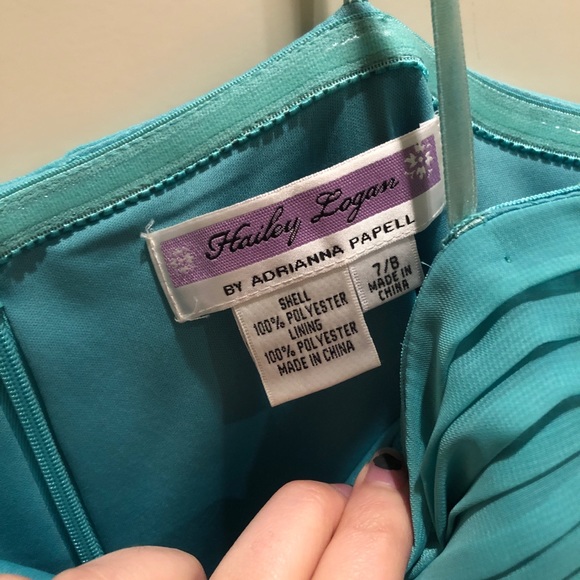 Hailey Logan
BY ADRIANNA PAPELL
7/8
MADE IN
CHINA
SHELL
100% POLYESTER
LINING
100% POLYESTER
MADE IN CHINA